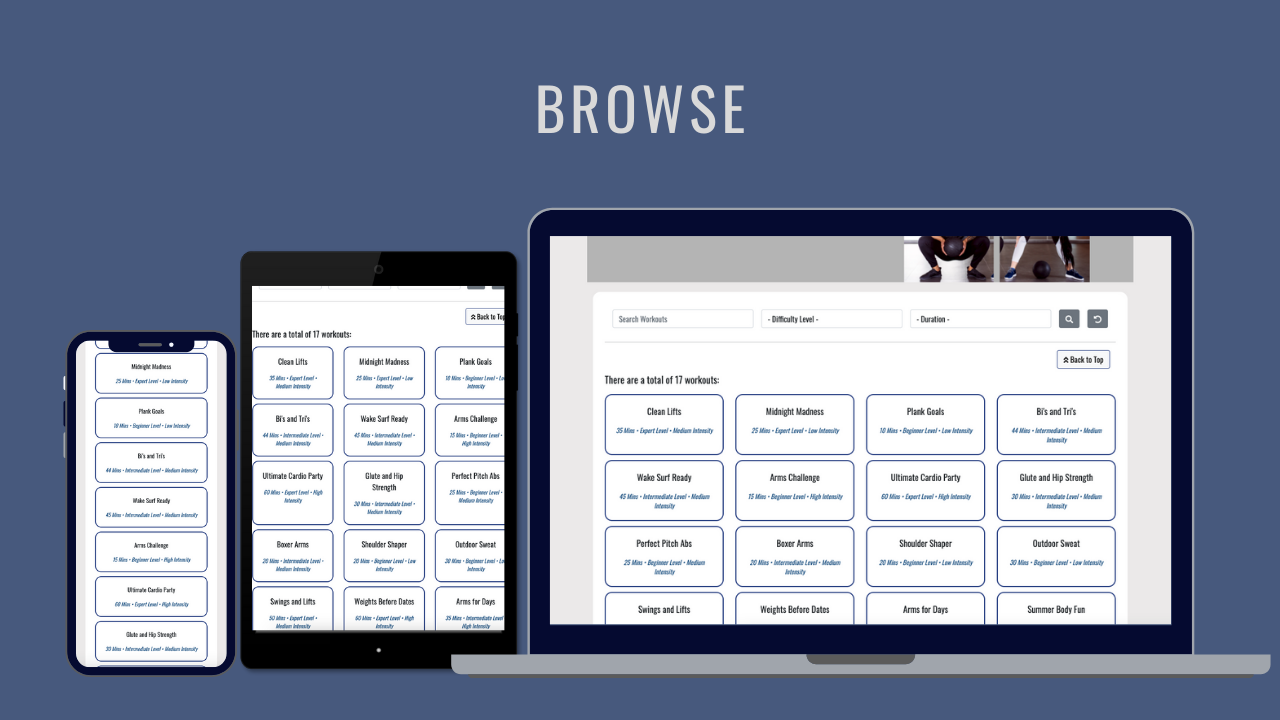 BROWSE
Midnight Madness
25 Mins • Expert Level • Low Intensity
Plank Goals
10 Mins • Beginner Level • Low Intensity
Bi's and Tri's
44 Mins • Intermediate Level • Medium Intensity
Wake Surf Ready
45 Mins • Intermediate Level • Medium Intensity
Arms Challenge
15 Mins • Beginner Level • High Intensity
Ultimate Cardio Party
60 Mins • Expert Level • High Intensity
Glute and Hip Strength
30 Mins • Intermediate Level • Medium Intensity
Back to Top
There are a total of 17 workouts:
Clean Lifts
Midnight Madness
Plank Goals
35 Mins • Expert Level •
Medium Intensity
25 Mins • Expert Level • Low
Intensity
10 Mins • Beginner Level • Lo
Intensity
Bi's and Tri's
Wake Surf Ready
Arms Challenge
44 Mins • Intermediate Level •
Medium Intensity
45 Mins • Intermediate Level •
Medium Intensity
15 Mins • Beginner Level •
High Intensity
Ultimate Cardio Party
Glute and Hip
Strength
Perfect Pitch Abs
60 Mins • Expert Level • High
Intensity
30 Mins • Intermediate Level •
Medium Intensity
25 Mins • Beginner Level •
Medium Intensity
Boxer Arms
Shoulder Shaper
Outdoor Sweat
20 Mins • Intermediate Level •
Medium Intensity
20 Mins • Beginner Level • Low
Intensity
30 Mins • Beginner Level • Lo
Intensity
Swings and Lifts
Weights Before Dates
Arms for Days
50 Mins • Expert Level •
Medium Intensity
60 Mins • Expert Level • High
Intensity
35 Mins • Intermediate Level
High Intensity
Search Workouts
- Difficulty Level -
- Duration -
Back to Top
There are a total of 17 workouts:
Clean Lifts
35 Mins • Expert Level • Medium Intensity
Midnight Madness
25 Mins • Expert Level • Low Intensity
Plank Goals
10 Mins • Beginner Level • Low Intensity
Bi's and Tri's
44 Mins • Intermediate Level • Medium
Intensity
Wake Surf Ready
45 Mins • Intermediate Level • Medium
Intensity
Arms Challenge
15 Mins • Beginner Level • High Intensity
Ultimate Cardio Party
60 Mins • Expert Level • High Intensity
Glute and Hip Strength
30 Mins • Intermediate Level • Medium
Intensity
Perfect Pitch Abs
25 Mins • Beginner Level • Medium
Intensity
Boxer Arms
20 Mins • Intermediate Level • Medium
Intensity
Shoulder Shaper
20 Mins • Beginner Level • Low Intensity
Outdoor Sweat
30 Mins • Beginner Level • Low Intensity
Swings and Lifts
Weights Before Dates
Arms for Days
Summer Body Fun